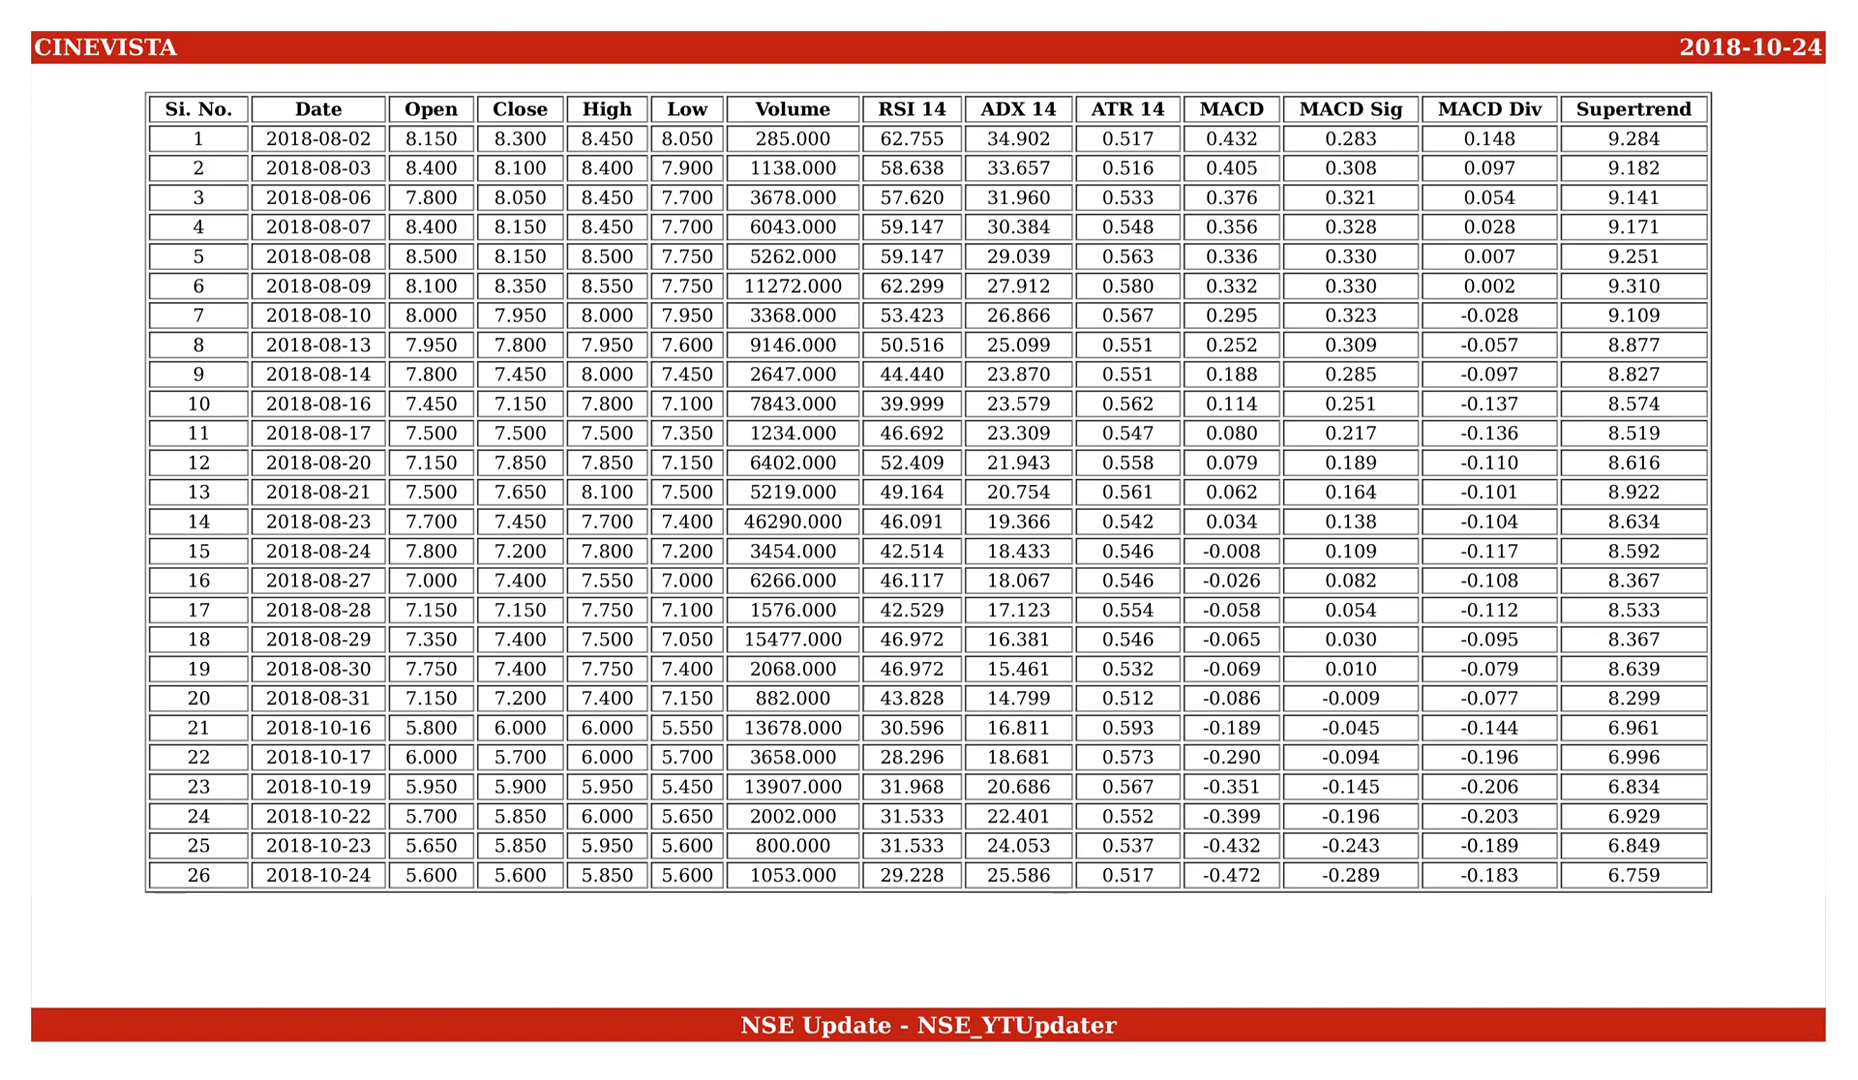 CINEVISTA 2018-10-24
Si. No. Date Open Close High Low Volume RSI 14 ADX 14 ATR 14 MACD MACD Sig MACD Div Supertrend
1 2018-08-02 8.150 8.300 8.450 8.050 285.000 62.755 34.902 0.517 0.432 0.283 0.148 9.284
2 2018-08-03 8.400 8.100 8.400 7.900 1138.000 58.638 33.657 0.516 0.405 0.308 0.097 9.182
3 2018-08-06 7.800 8.050 8.450 7.700 3678.000 57.620 31.960 0.533 0.376 0.321 0.054 9.141
4 2018-08-07 8.400 8.150 8.450 7.700 6043.000 59.147 30.384 0.548 0.356 0.328 0.028 9.171
5 2018-08-08 8.500 8.150 8.500 7.750 5262.000 59.147 29.039 0.563 0.336 0.330 0.007 9.251
6 2018-08-09 8.100 8.350 8.550 7.750 11272.000 62.299 27.912 0.580 0.332 0.330 0.002 9.310
7 2018-08-10 8.000 7.950 8.000 7.950 3368.000 53.423 26.866 0.567 0.295 0.323 -0.028 9.109
8 2018-08-13 7.950 7.800 7.950 7.600 9146.000 50.516 25.099 0.551 0.252 0.309 -0.057 8.877
9 2018-08-14 7.800 7.450 8.000 7.450 2647.000 44.440 23.870 0.551 0.188 0.285 -0.097 8.827
10 2018-08-16 7.450 7.150 7.800 7.100 7843.000 39.999 23.579 0.562 0.114 0.251 -0.137 8.574
11 2018-08-17 7.500 7.500 7.500 7.350 1234.000 46.692 23.309 0.547 0.080 0.217 -0.136 8.519
12 2018-08-20 7.150 7.850 7.850 7.150 6402.000 52.409 21.943 0.558 0.079 0.189 -0.110 8.616
13 2018-08-21 7.500 7.650 8.100 7.500 5219.000 49.164 20.754 0.561 0.062 0.164 -0.101 8.922
14 2018-08-23 7.700 7.450 7.700 7.400 46290.000 46.091 19.366 0.542 0.034 0.138 -0.104 8.634
15 2018-08-24 7.800 7.200 7.800 7.200 3454.000 42.514 18.433 0.546 -0.008 0.109 -0.117 8.592
16 2018-08-27 7.000 7.400 7.550 7.000 6266.000 46.117 18.067 0.546 -0.026 0.082 -0.108 8.367
17 2018-08-28 7.150 7.150 7.750 7.100 1576.000 42.529 17.123 0.554 -0.058 0.054 -0.112 8.533
18 2018-08-29 7.350 7.400 7.500 7.050 15477.000 46.972 16.381 0.546 -0.065 0.030 -0.095 8.367
19 2018-08-30 7.750 7.400 7.750 7.400 2068.000 46.972 15.461 0.532 -0.069 0.010 -0.079 8.639
20 2018-08-31 7.150 7.200 7.400 7.150 882.000 43.828 14.799 0.512 -0.086 -0.009 -0.077 8.299
21 2018-10-16 5.800 6.000 6.000 5.550 13678.000 30.596 16.811 0.593 -0.189 -0.045 -0.144 6.961
22 2018-10-17 6.000 5.700 6.000 5.700 3658.000 28.296 18.681 0.573 -0.290 -0.094 -0.196 6.996
23 2018-10-19 5.950 5.900 5.950 5.450 13907.000 31.968 20.686 0.567 -0.351 -0.145 -0.206 6.834
24 2018-10-22 5.700 5.850 6.000 5.650 2002.000 31.533 22.401 0.552 -0.399 -0.196 -0.203 6.929
25 2018-10-23 5.650 5.850 5.950 5.600 800.000 31.533 24.053 0.537 -0.432 -0.243 -0.189 6.849
26 2018-10-24 5.600 5.600 5.850 5.600 1053.000 29.228 25.586 0.517 -0.472 -0.289 -0.183 6.759
NSE Update - NSE_YTUpdater